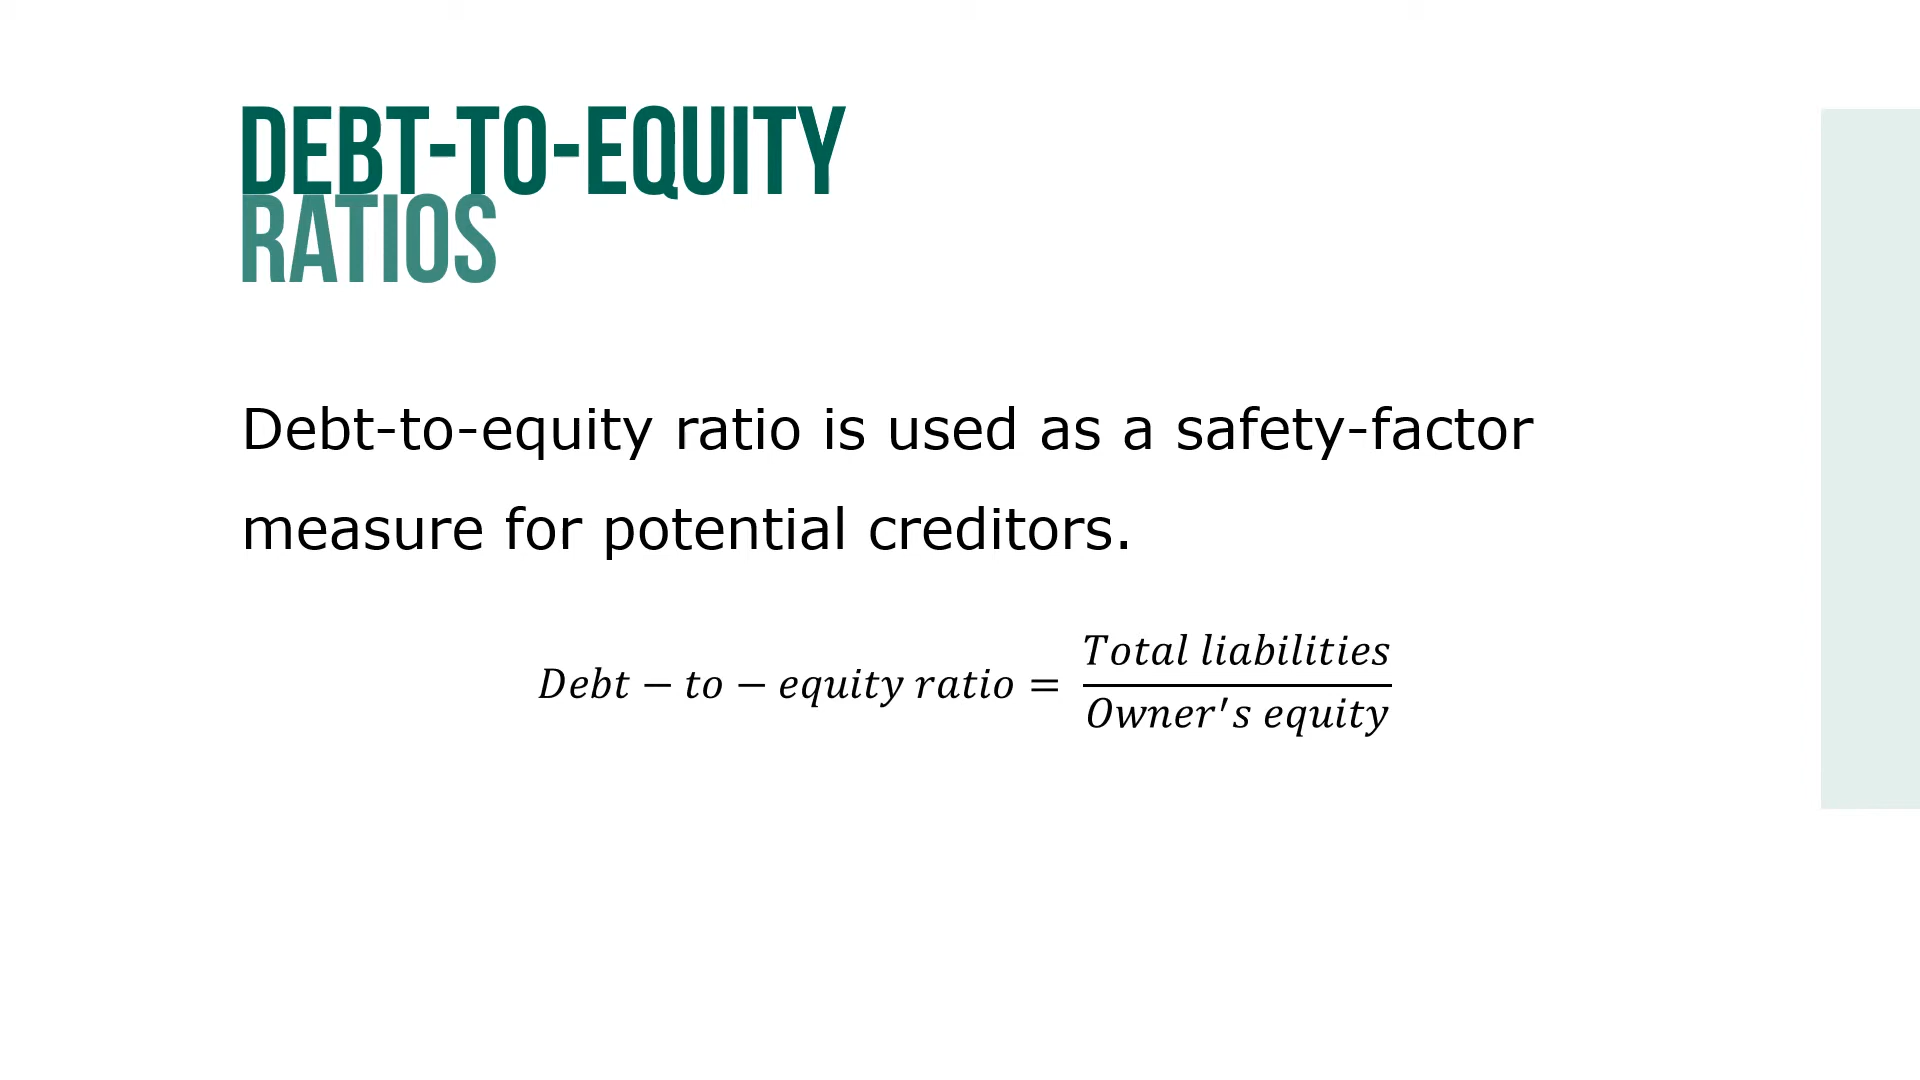 DEBT-TO-EQUITY
RATIOS
Debt-to-equity ratio is used as a safety-factor
measure for potential creditors.
Debt − to − equity ratio = Total liabilities / Owner's equity